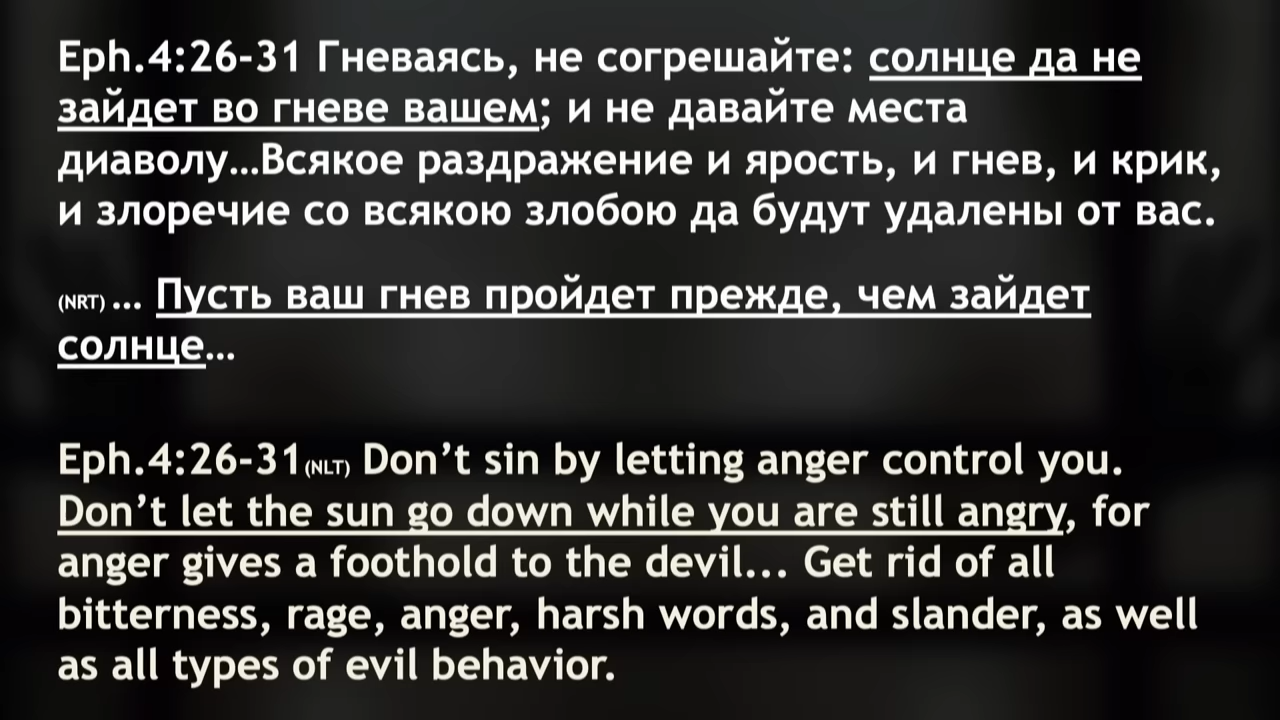 Eph.4:26-31 Гневаясь, не согрешайте: солнце да не
зайдет во гневе вашем; и не давайте места
диаволу…Всякое раздражение и ярость, и гнев, и крик,
и злоречие со всякою злобою да будут удалены от вас.
(NRT) … Пусть ваш гнев пройдет прежде, чем зайдет
солнце…
Eph.4:26-31(NLT) Don’t sin by letting anger control you.
Don’t let the sun go down while you are still angry, for
anger gives a foothold to the devil... Get rid of all
bitterness, rage, anger, harsh words, and slander, as well
as all types of evil behavior.